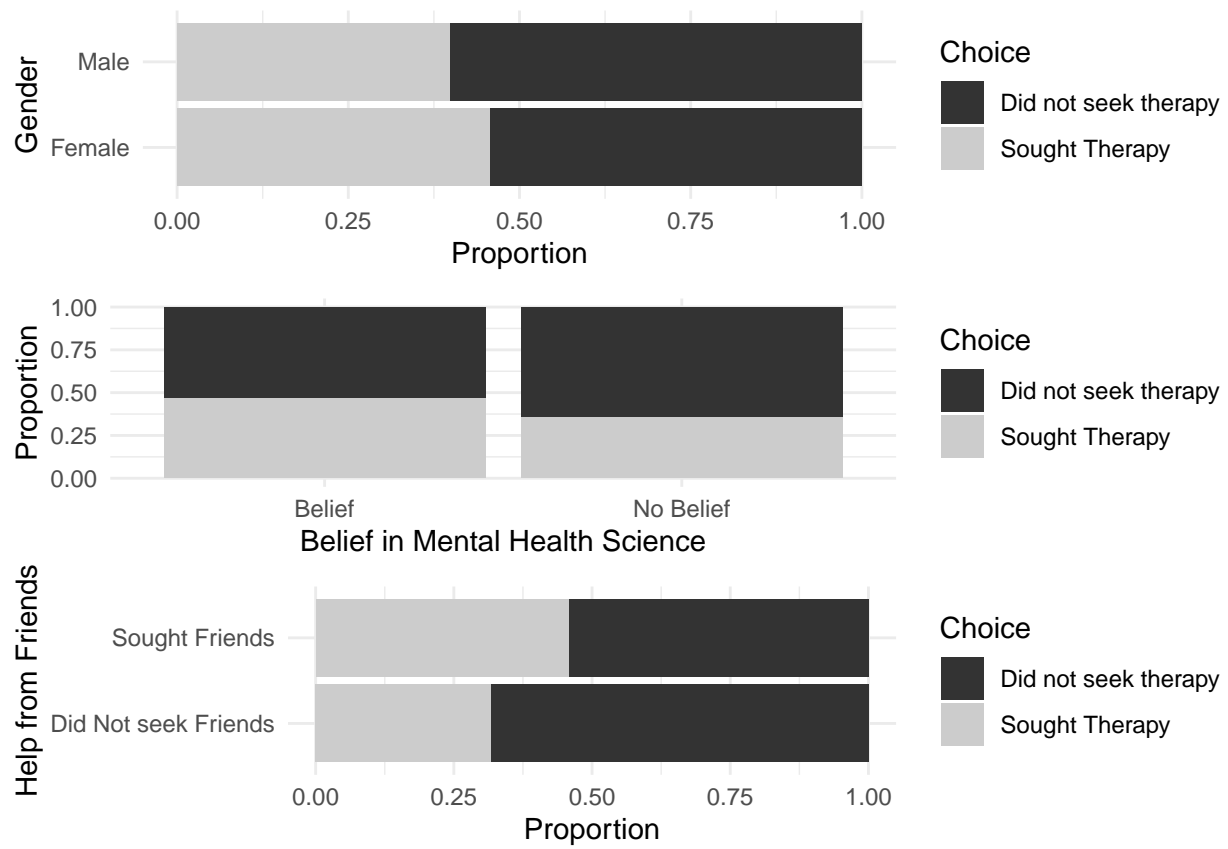 Gender
Male
Female
0.00 0.25 0.50 0.75 1.00
Proportion
Choice
Did not seek therapy
Sought Therapy
Proportion
1.00
0.75
0.50
0.25
0.00
Belief No Belief
Belief in Mental Health Science
Choice
Did not seek therapy
Sought Therapy
Help from Friends
Sought Friends
Did Not seek Friends
0.00 0.25 0.50 0.75 1.00
Proportion
Choice
Did not seek therapy
Sought Therapy